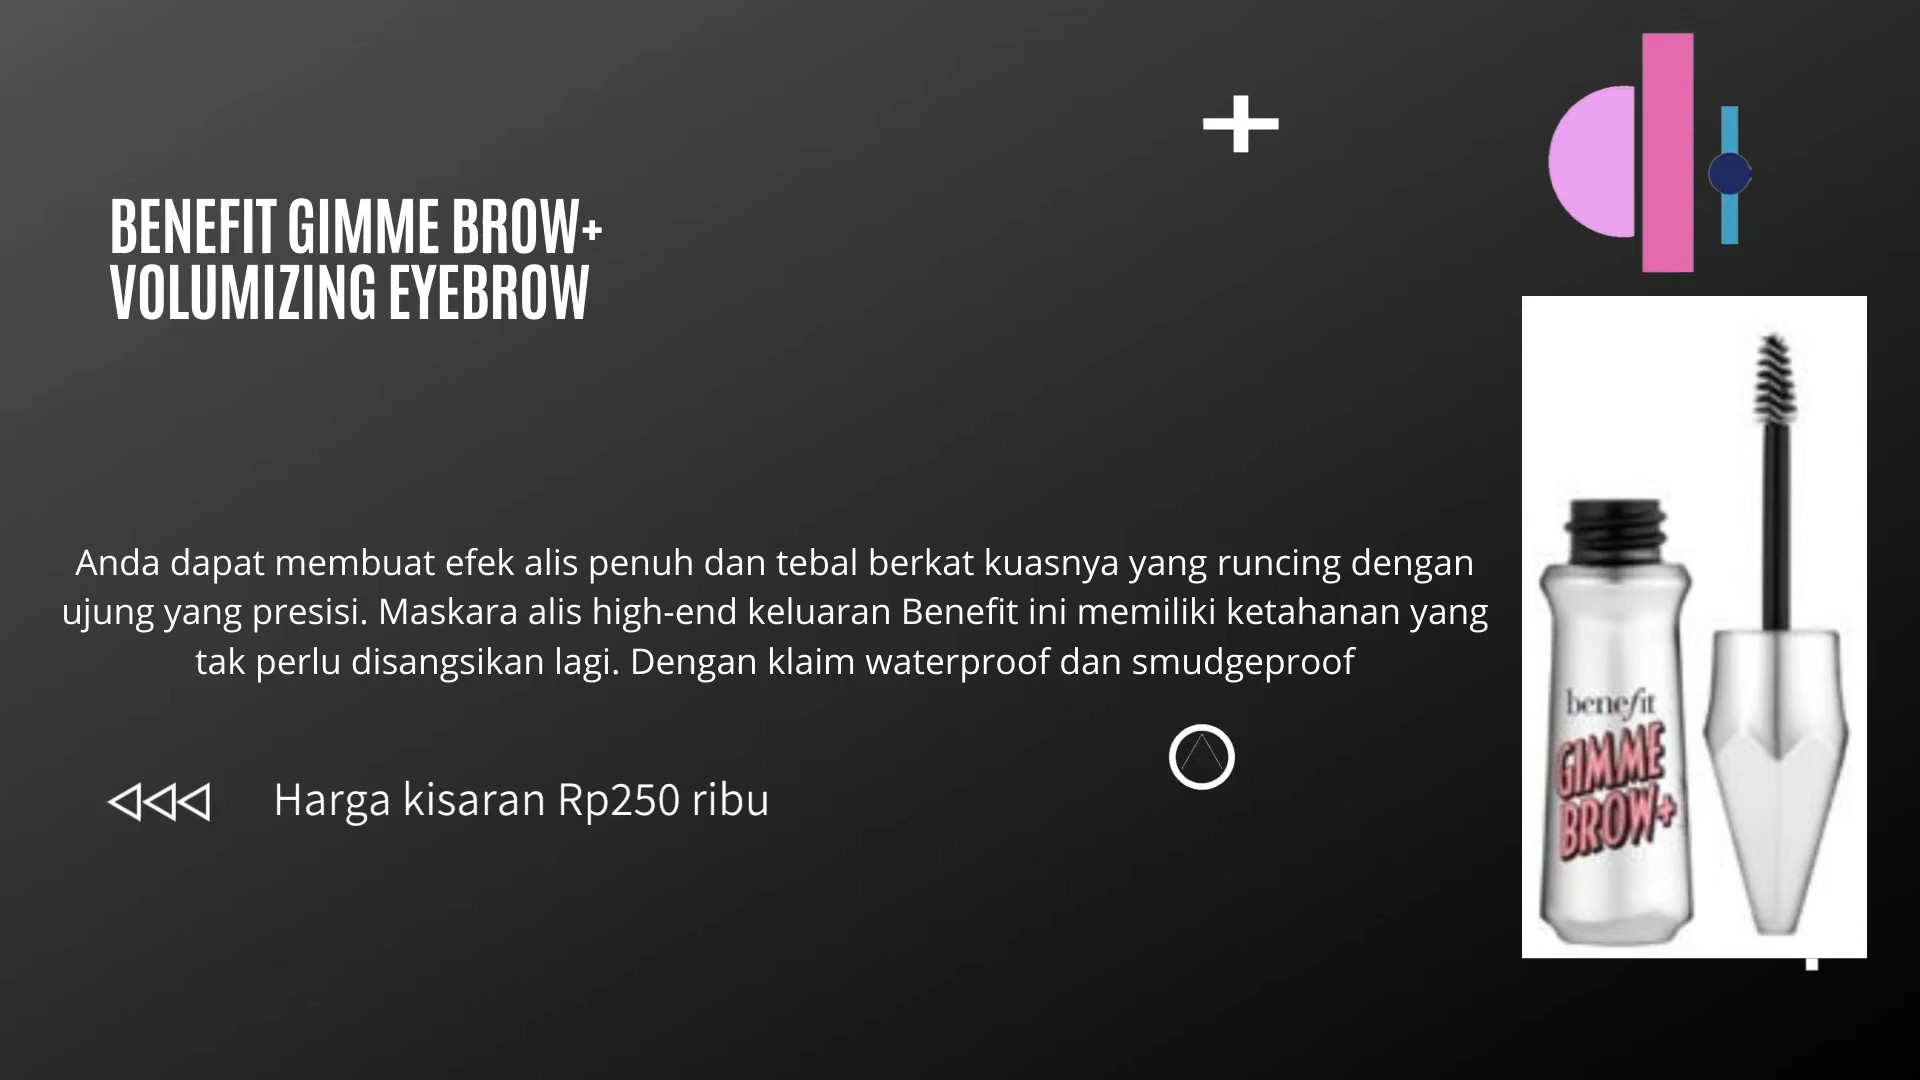 BENEFIT GIMME BROW+
VOLUMIZING EYEBROW
Anda dapat membuat efek alis penuh dan tebal berkat kuasnya yang runcing dengan
ujung yang presisi. Maskara alis high-end keluaran Benefit ini memiliki ketahanan yang
tak perlu disangsikan lagi. Dengan klaim waterproof dan smudgeproof
Harga kisaran Rp250 ribu
benefit
GIMME
BROW+